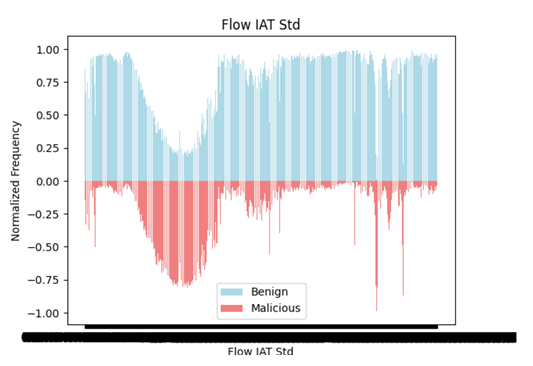 Flow IAT Std
1.00
0.75
0.50
0.25
0.00
−0.25
−0.50
−0.75
−1.00
Normalized Frequency
Benign
Malicious
Flow IAT Std